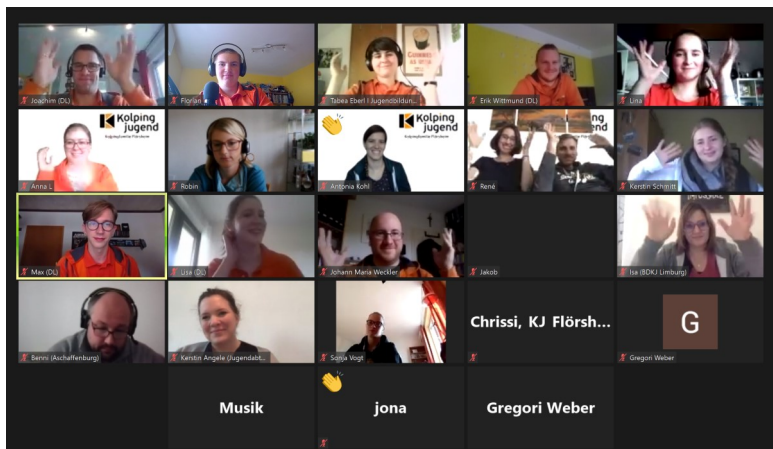 Joachim (DL)
Florian
Tabea Eberl I Jugendbildun...
Erik Wittmund (DL)
Lina
Kolping
jugend
Anna L
Robin
Kolping
jugend
Antonia Kohl
ng
nd
René
Kerstin Schmitt
Max (DL)
Lisa (DL)
Johann Maria Weckler
Jakob
Isa (BDKJ Limburg)
Benni (Aschaffenburg)
Kerstin Angele (Jugendabt...
Sonja Vogt
Chrissi, KJ Flörsh...
G
Gregori Weber
Musik
jona
Gregori Weber